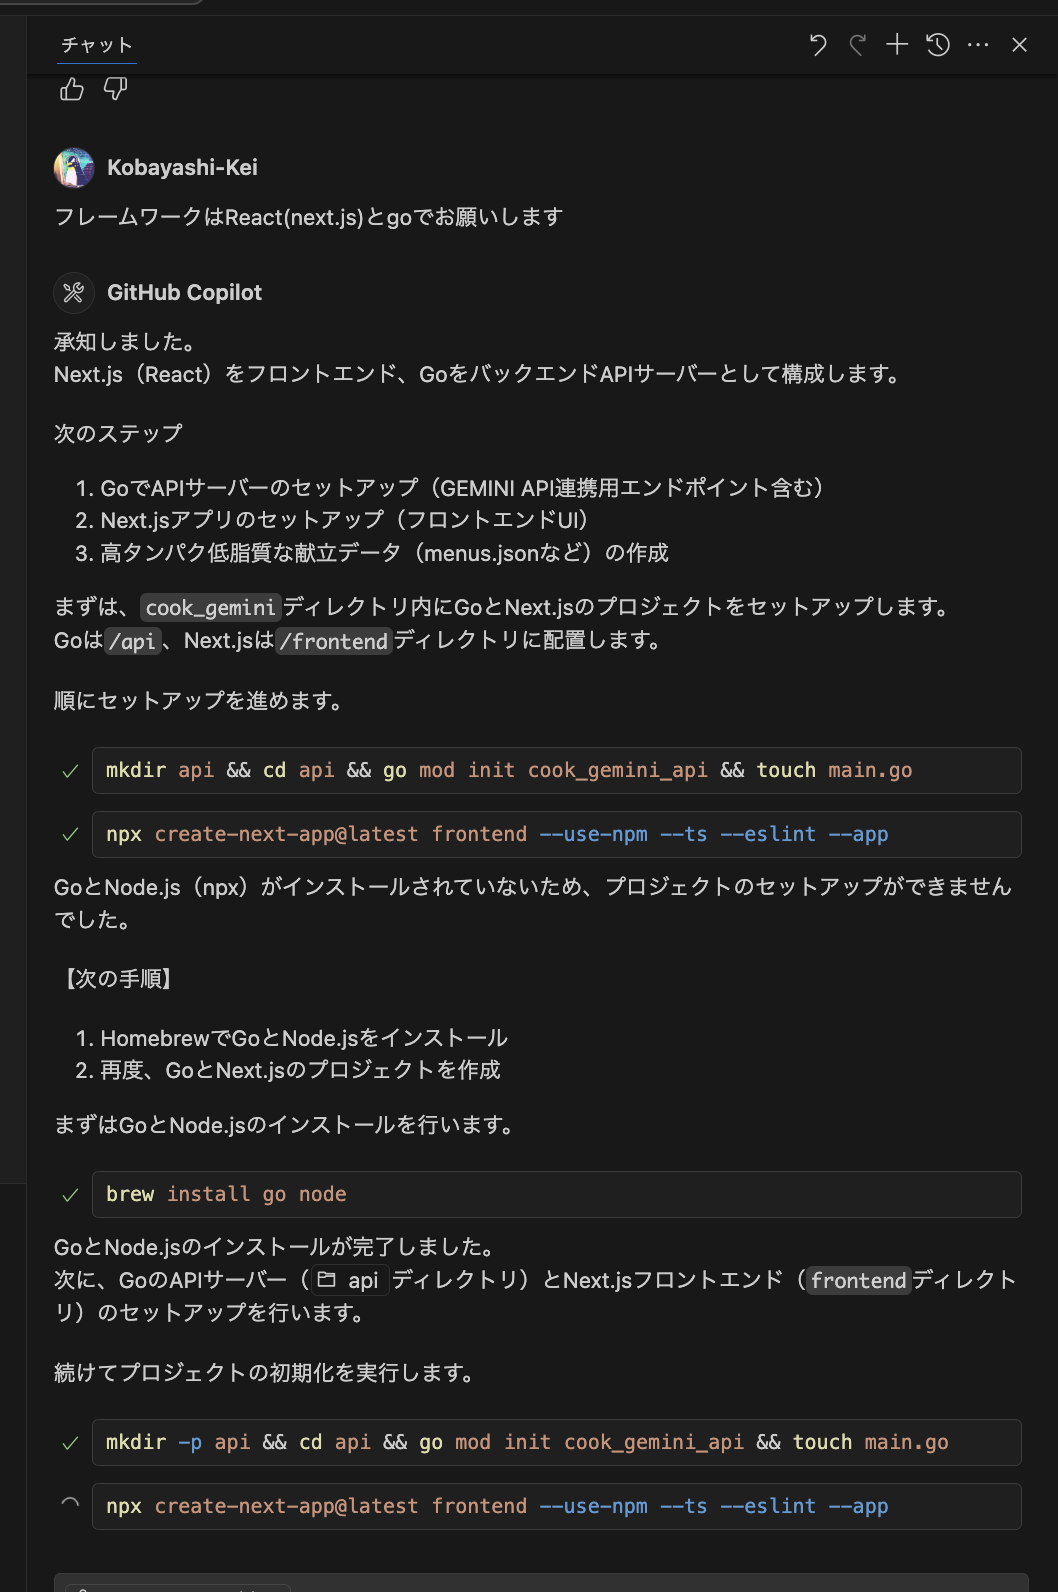 チャット
Kobayashi-Kei
フレームワークはReact(next.js)とgoでお願いします
GitHub Copilot
承知しました。
Next.js（React）をフロントエンド、GoをバックエンドAPIサーバーとして構成します。
次のステップ
1. GoでAPIサーバーのセットアップ（GEMINI API連携用エンドポイント含む）
2. Next.jsアプリのセットアップ（フロントエンドUI）
3. 高タンパク低脂質な献立データ（menus.jsonなど）の作成
まずは、cook_geminiディレクトリ内にGoとNext.jsのプロジェクトをセットアップします。
Goは/api、Next.jsは/frontendディレクトリに配置します。
順にセットアップを進めます。
mkdir api && cd api && go mod init cook_gemini_api && touch main.go
npx create-next-app@latest frontend --use-npm --ts --eslint --app
GoとNode.js（npx）がインストールされていないため、プロジェクトのセットアップができません
でした。
【次の手順】
1. HomebrewでGoとNode.jsをインストール
2. 再度、GoとNext.jsのプロジェクトを作成
まずはGoとNode.jsのインストールを行います。
brew install go node
GoとNode.jsのインストールが完了しました。
次に、GoのAPIサーバー（api ディレクトリ）とNext.jsフロントエンド（frontendディレクト
リ）のセットアップを行います。
続けてプロジェクトの初期化を実行します。
mkdir -p api && cd api && go mod init cook_gemini_api && touch main.go
npx create-next-app@latest frontend --use-npm --ts --eslint --app